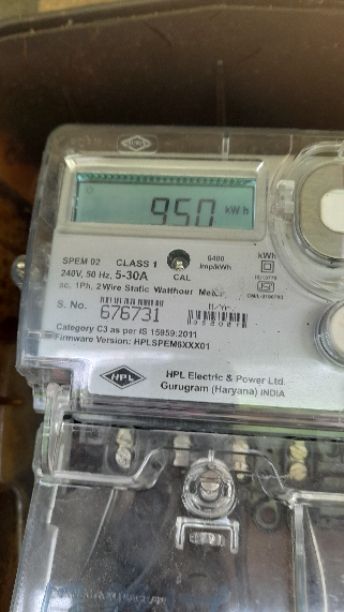 HPL
950 kWh
SPEM 02 CLASS 1 6400 kWh
240V, 50 Hz, 5-30A CAL Imp/kWh
ac, 1Ph, 2Wire Static Watthour Meter
S. No. 676731
Category C3 as per IS 15959:2011
Firmware Version: HPLSPEM6XXX01
HPL
HPL Electric & Power Ltd.
Gurugram (Haryana) INDIA